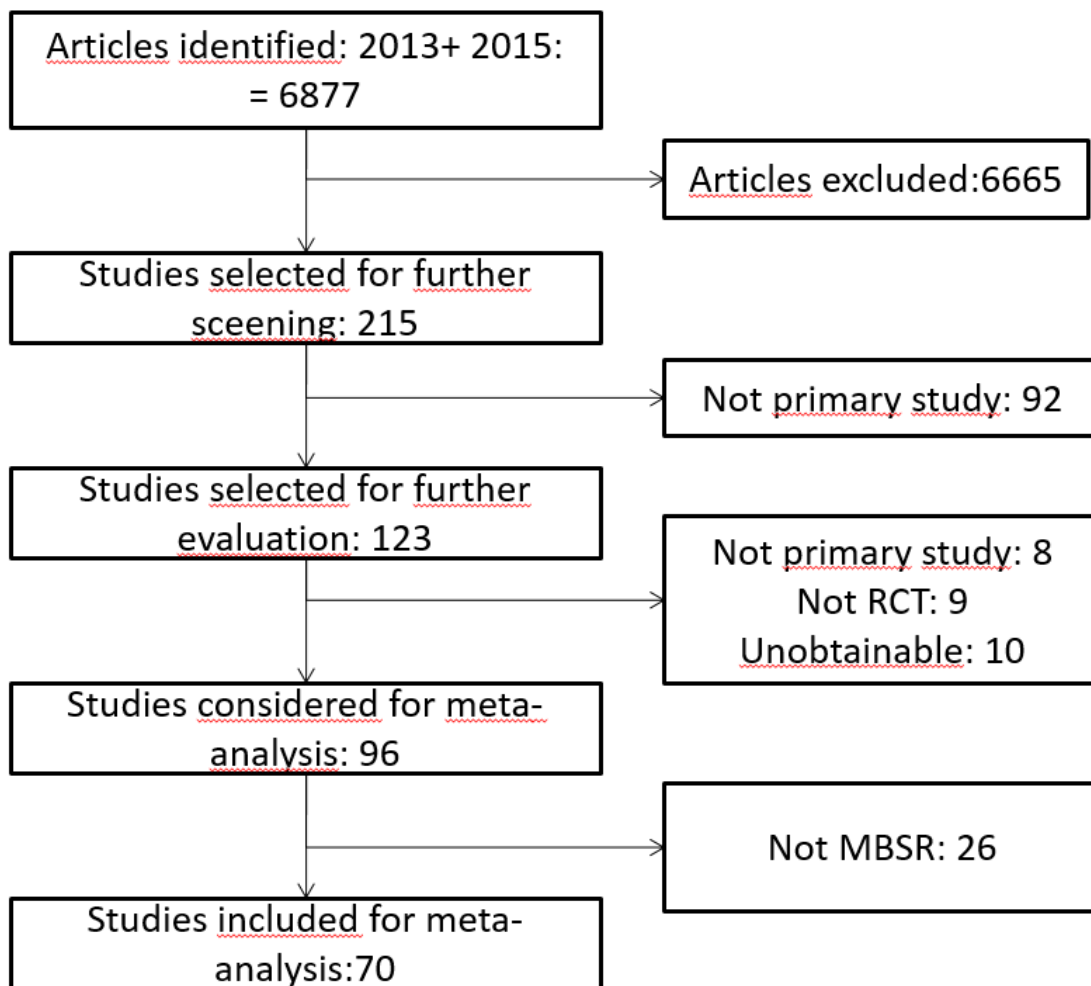 Articles identified: 2013+ 2015:
= 6877
Articles excluded:6665
Studies selected for further
sceening: 215
Not primary study: 92
Studies selected for further
evaluation: 123
Not primary study: 8
Not RCT: 9
Unobtainable: 10
Studies considered for meta-
analysis: 96
Not MBSR: 26
Studies included for meta-
analysis:70